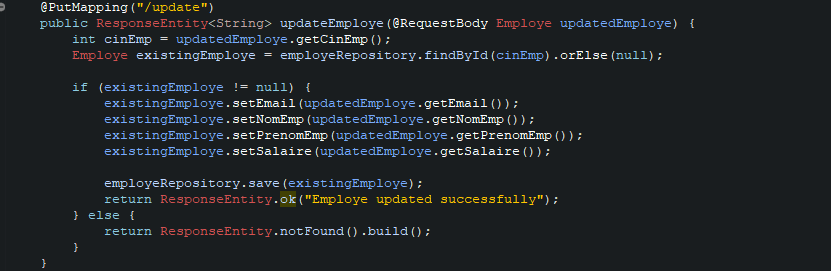 @PutMapping("/update")
public ResponseEntity<String> updateEmploye(@RequestBody Employe updatedEmploye) {
    int cinEmp = updatedEmploye.getCinEmp();
    Employe existingEmploye = employeRepository.findById(cinEmp).orElse(null);

    if (existingEmploye != null) {
        existingEmploye.setEmail(updatedEmploye.getEmail());
        existingEmploye.setNomEmp(updatedEmploye.getNomEmp());
        existingEmploye.setPrenomEmp(updatedEmploye.getPrenomEmp());
        existingEmploye.setSalaire(updatedEmploye.getSalaire());

        employeRepository.save(existingEmploye);
        return ResponseEntity.ok("Employe updated successfully");
    } else {
        return ResponseEntity.notFound().build();
    }
}